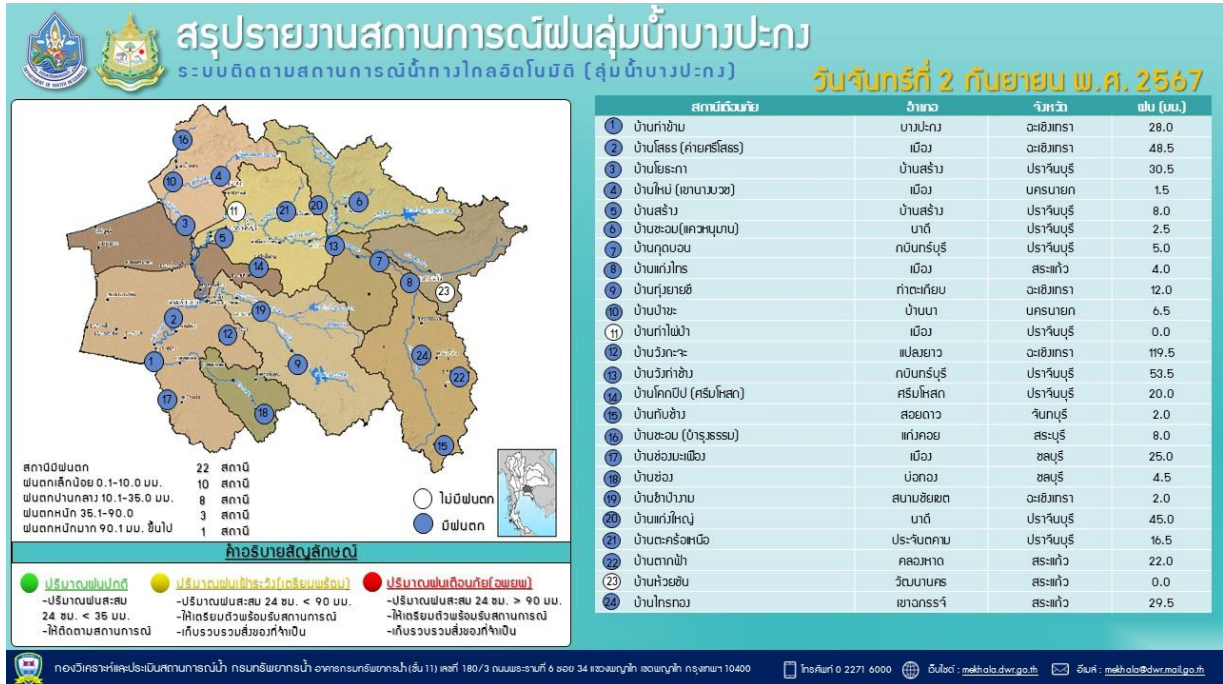 สรุปรายงานสถานการณ์ฝนลุ่มน้ำบางปะกง
ระบบติดตามสถานการณ์น้ำทางไกลอัตโนมัติ (ลุ่มน้ำบางปะกง)
วันจันทร์ที่ 2 กันยายน พ.ศ. 2567
สถานีเตือนภัย อำเภอ จังหวัด ฝน (มม.)
1 บ้านท่าข้าม บางปะกง ฉะเชิงเทรา 28.0
2 บ้านโสธร (ค่ายศรีโสธร) เมือง ฉะเชิงเทรา 48.5
3 บ้านโยธะกา บ้านสร้าง ปราจีนบุรี 30.5
4 บ้านใหม่ (เขานางบวช) เมือง นครนายก 1.5
5 บ้านสร้าง บ้านสร้าง ปราจีนบุรี 8.0
6 บ้านชะอม(แควหนุมาน) นาดี ปราจีนบุรี 2.5
7 บ้านกุดบอน กบินทร์บุรี ปราจีนบุรี 5.0
8 บ้านแก่งไทร เมือง สระแก้ว 4.0
9 บ้านทุ่งยายชี ท่าตะเกียบ ฉะเชิงเทรา 12.0
10 บ้านป่าขะ บ้านนา นครนายก 6.5
11 บ้านท่าไผ่ป่า เมือง ปราจีนบุรี 0.0
12 บ้านวังกะจะ แปลงยาว ฉะเชิงเทรา 119.5
13 บ้านวังท่าช้าง กบินทร์บุรี ปราจีนบุรี 53.5
14 บ้านโคกปีป (ศรีมโหสถ) ศรีมโหสถ ปราจีนบุรี 20.0
15 บ้านทับช้าง สอยดาว จันทบุรี 2.0
16 บ้านชะอม (บำรุงธรรม) แก่งคอย สระบุรี 8.0
17 บ้านช่องมะเฟือง เมือง ชลบุรี 25.0
18 บ้านช่อง บ่อทอง ชลบุรี 4.5
19 บ้านชำป่างาม สนามชัยเขต ฉะเชิงเทรา 2.0
20 บ้านแก่งใหญ่ นาดี ปราจีนบุรี 45.0
21 บ้านตะคร้อเหนือ ประจันตคาม ปราจีนบุรี 16.5
22 บ้านตากฟ้า คลองหาด สระแก้ว 22.0
23 บ้านห้วยชัน วัฒนานคร สระแก้ว 0.0
24 บ้านไทรทอง เขาฉกรรจ์ สระแก้ว 29.5
สถานีมีฝนตก 22 สถานี
ฝนตกเล็กน้อย 0.1-10.0 มม. 10 สถานี
ฝนตกปานกลาง 10.1-35.0 มม. 8 สถานี
ฝนตกหนัก 35.1-90.0 3 สถานี
ฝนตกหนักมาก 90.1 มม. ขึ้นไป 1 สถานี
ไม่มีฝนตก
มีฝนตก
คำอธิบายสัญลักษณ์
ปริมาณฝนปกติ
-ปริมาณฝนสะสม
24 ชม. < 35 มม.
-ให้ติดตามสถานการณ์
ปริมาณฝนเฝ้าระวัง(เตรียมพร้อม)
-ปริมาณฝนสะสม 24 ชม. < 90 มม.
-ให้เตรียมตัวพร้อมรับสถานการณ์
-เก็บรวบรวมสิ่งของที่จำเป็น
ปริมาณฝนเตือนภัย(อพยพ)
-ปริมาณฝนสะสม 24 ชม. > 90 มม.
-ให้เตรียมตัวพร้อมรับสถานการณ์
-เก็บรวบรวมสิ่งของที่จำเป็น
กองวิเคราะห์และประเมินสถานการณ์น้ำ กรมทรัพยากรน้ำ อาคารกรมทรัพยากรน้ำ(ชั้น 11) เลขที่ 180/3 ถนนพระรามที่ 6 ซอย 34 แขวงพญาไท เขตพญาไท กรุงเทพฯ 10400 โทรศัพท์ 0 2271 6000 เว็บไซต์ : mekhala.dwr.go.th อีเมล์ : mekhala@dwr.mail.go.th